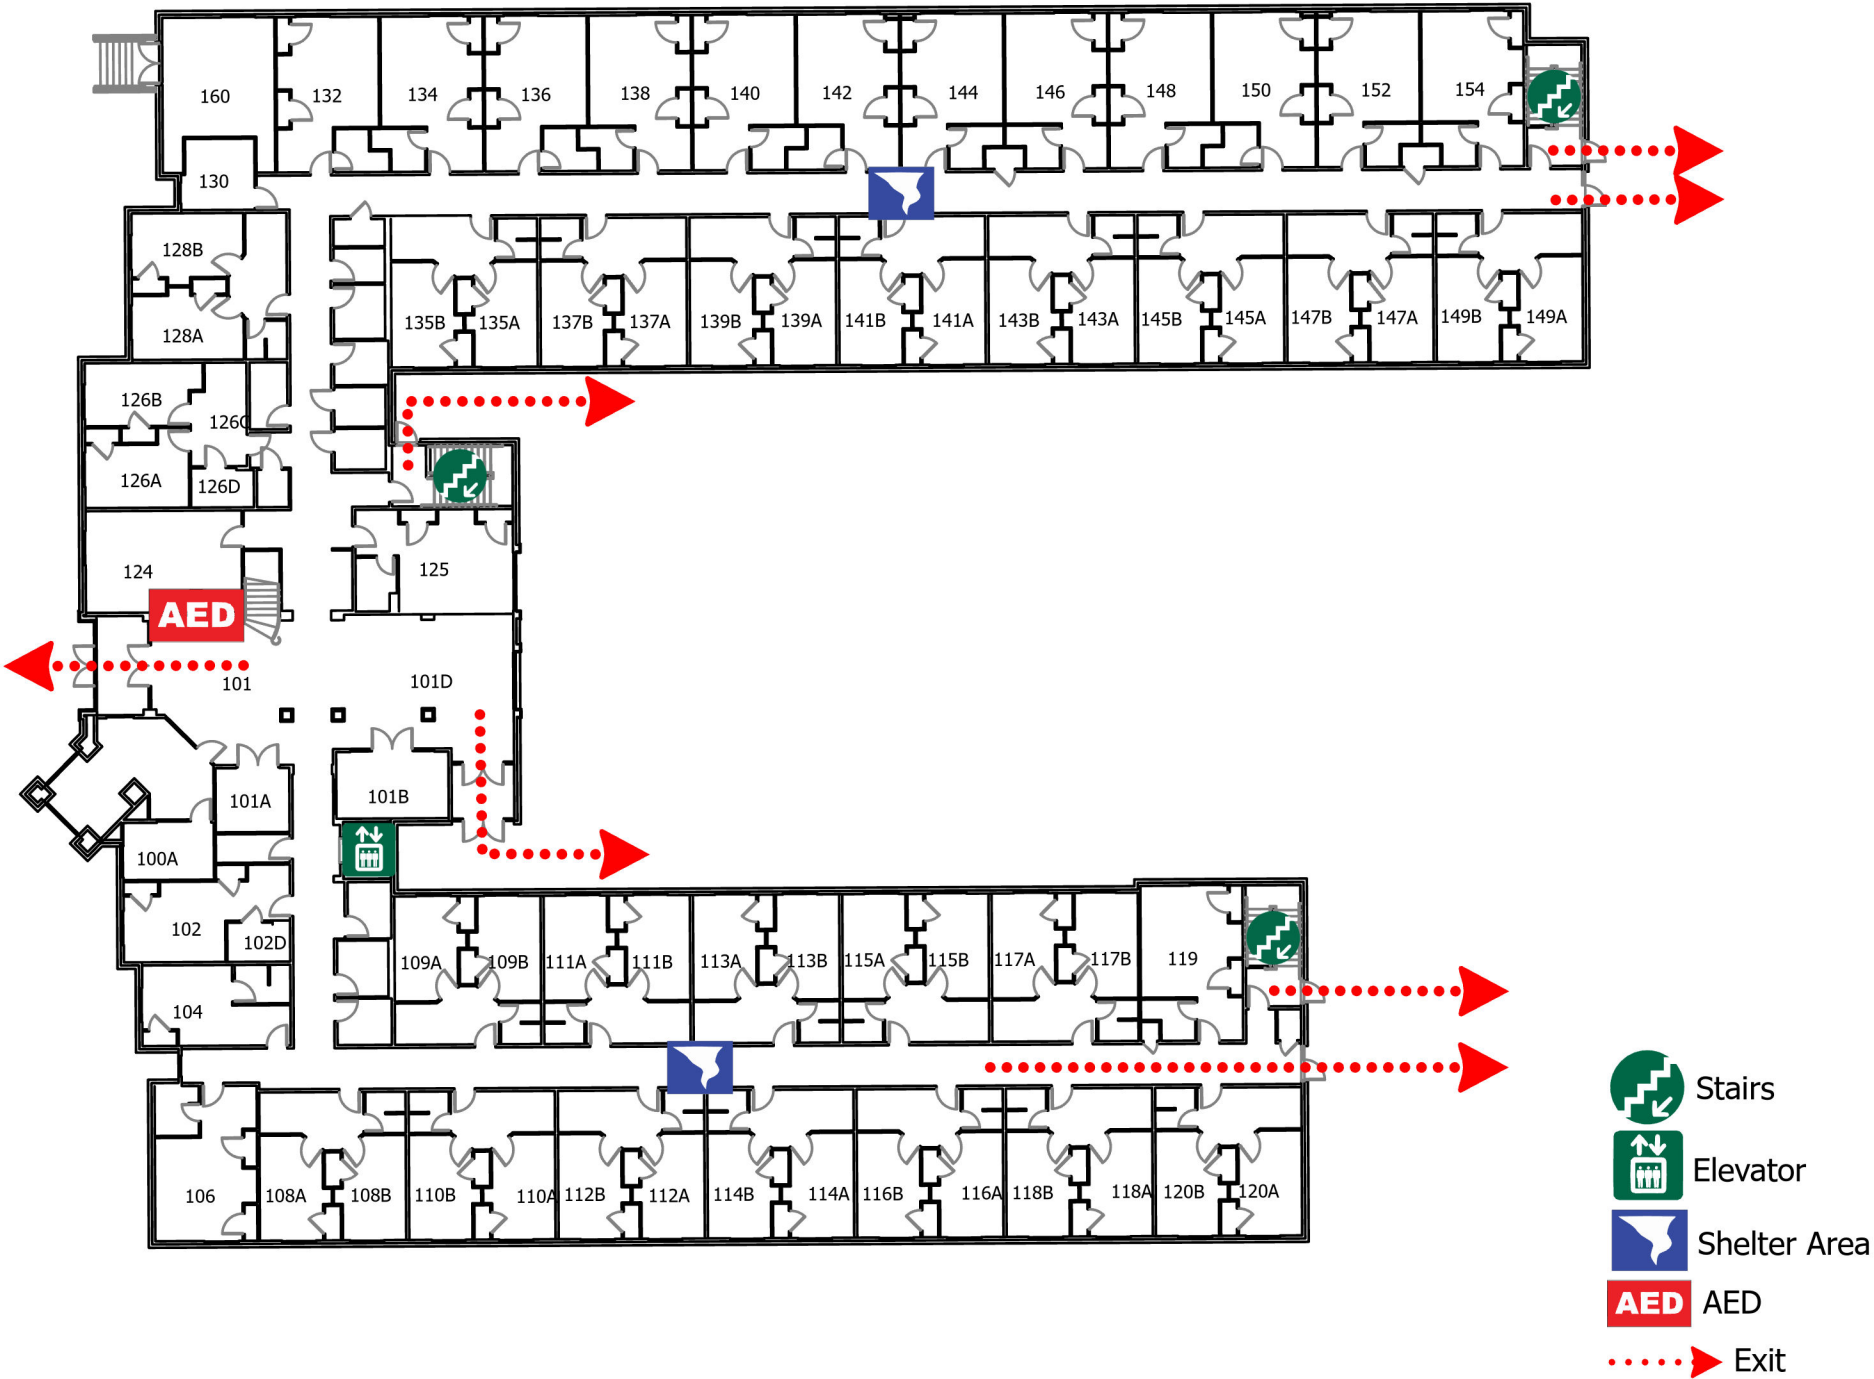 160 132 134 136 138 140 142 144 146 148 150 152 154
130
128B
128A
135B 135A 137B 137A 139B 139A 141B 141A 143B 143A 145B 145A 147B 147A 149B 149A
126B
126C
126A
126D
124
125
AED
101
101D
101A
101B
100A
102
102D
109A 109B 111A 111B 113A 113B 115A 115B 117A 117B 119
104
106 108A 108B 110B 110A 112B 112A 114B 114A 116B 116A 118B 118A 120B 120A
Stairs
Elevator
Shelter Area
AED AED
Exit